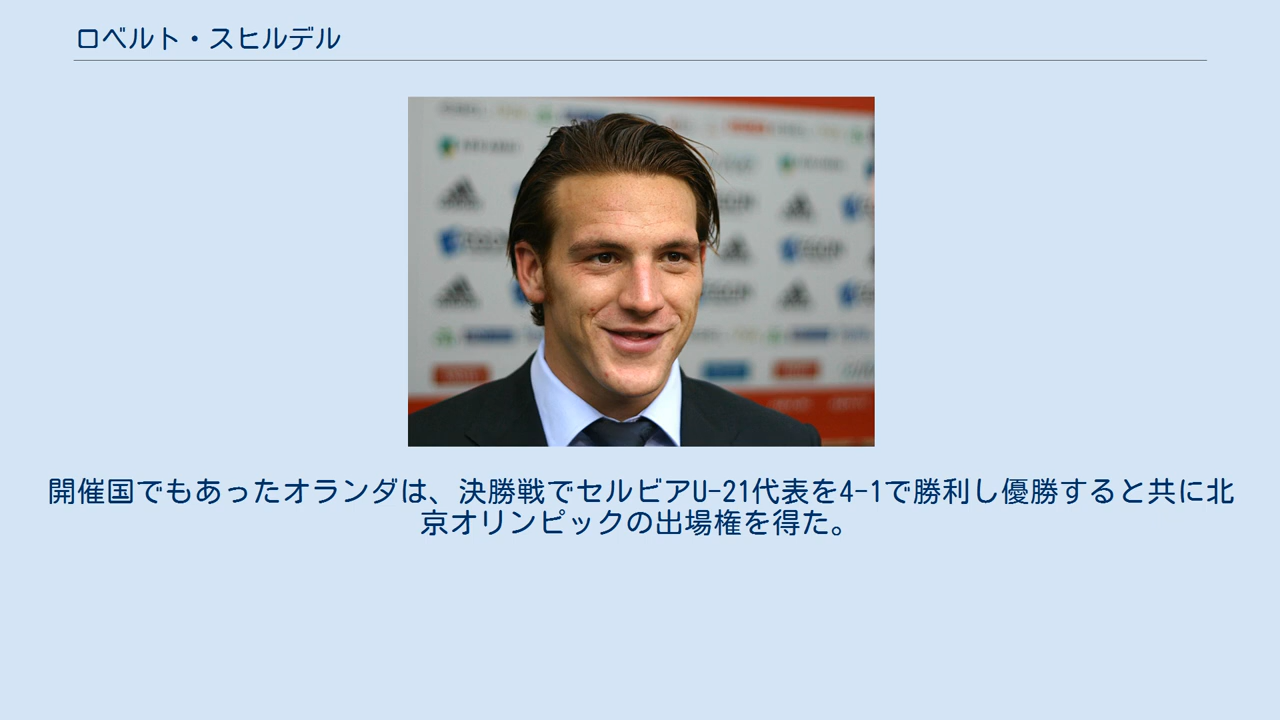 ロベルト・スヒルデル
開催国でもあったオランダは、決勝戦でセルビアU-21代表を4-1で勝利し優勝すると共に北
京オリンピックの出場権を得た。